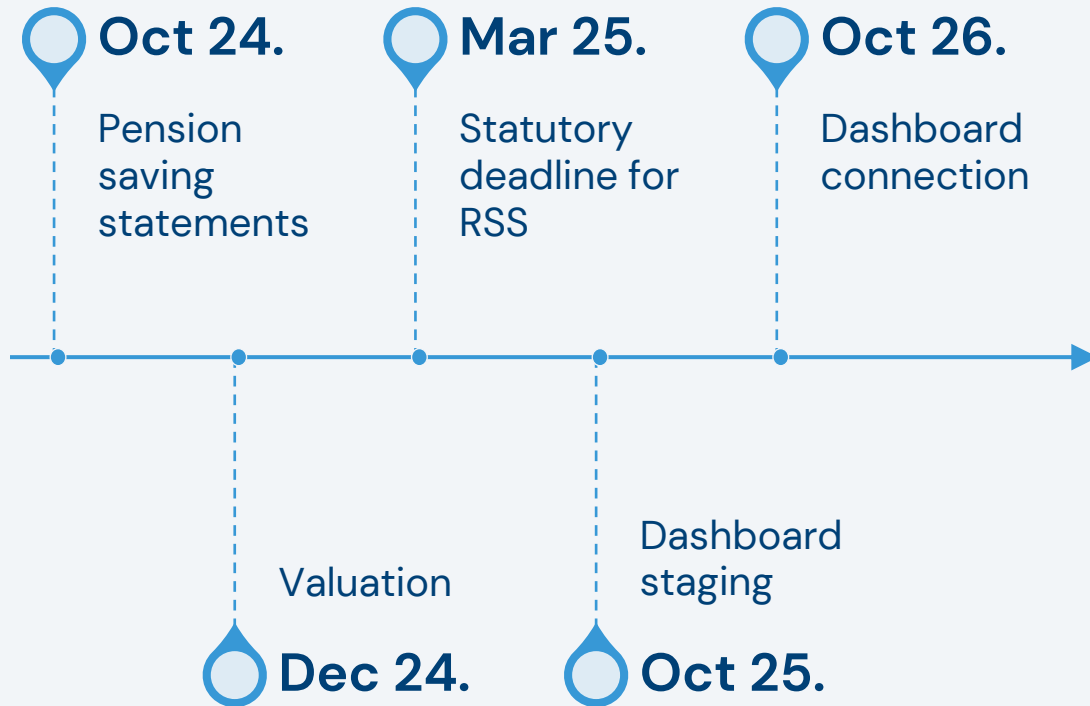 Oct 24.
Pension
saving
statements
Mar 25.
Statutory
deadline for
RSS
Oct 26.
Dashboard
connection
Valuation
Dec 24.
Dashboard
staging
Oct 25.